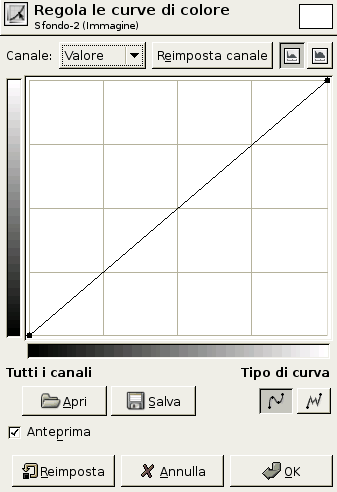 Regola le curve di colore
Sfondo-2 (Immagine)
Canale: Valore Reimposta canale
Tutti i canali Tipo di curva
Apri Salva
Anteprima
Reimposta Annulla OK